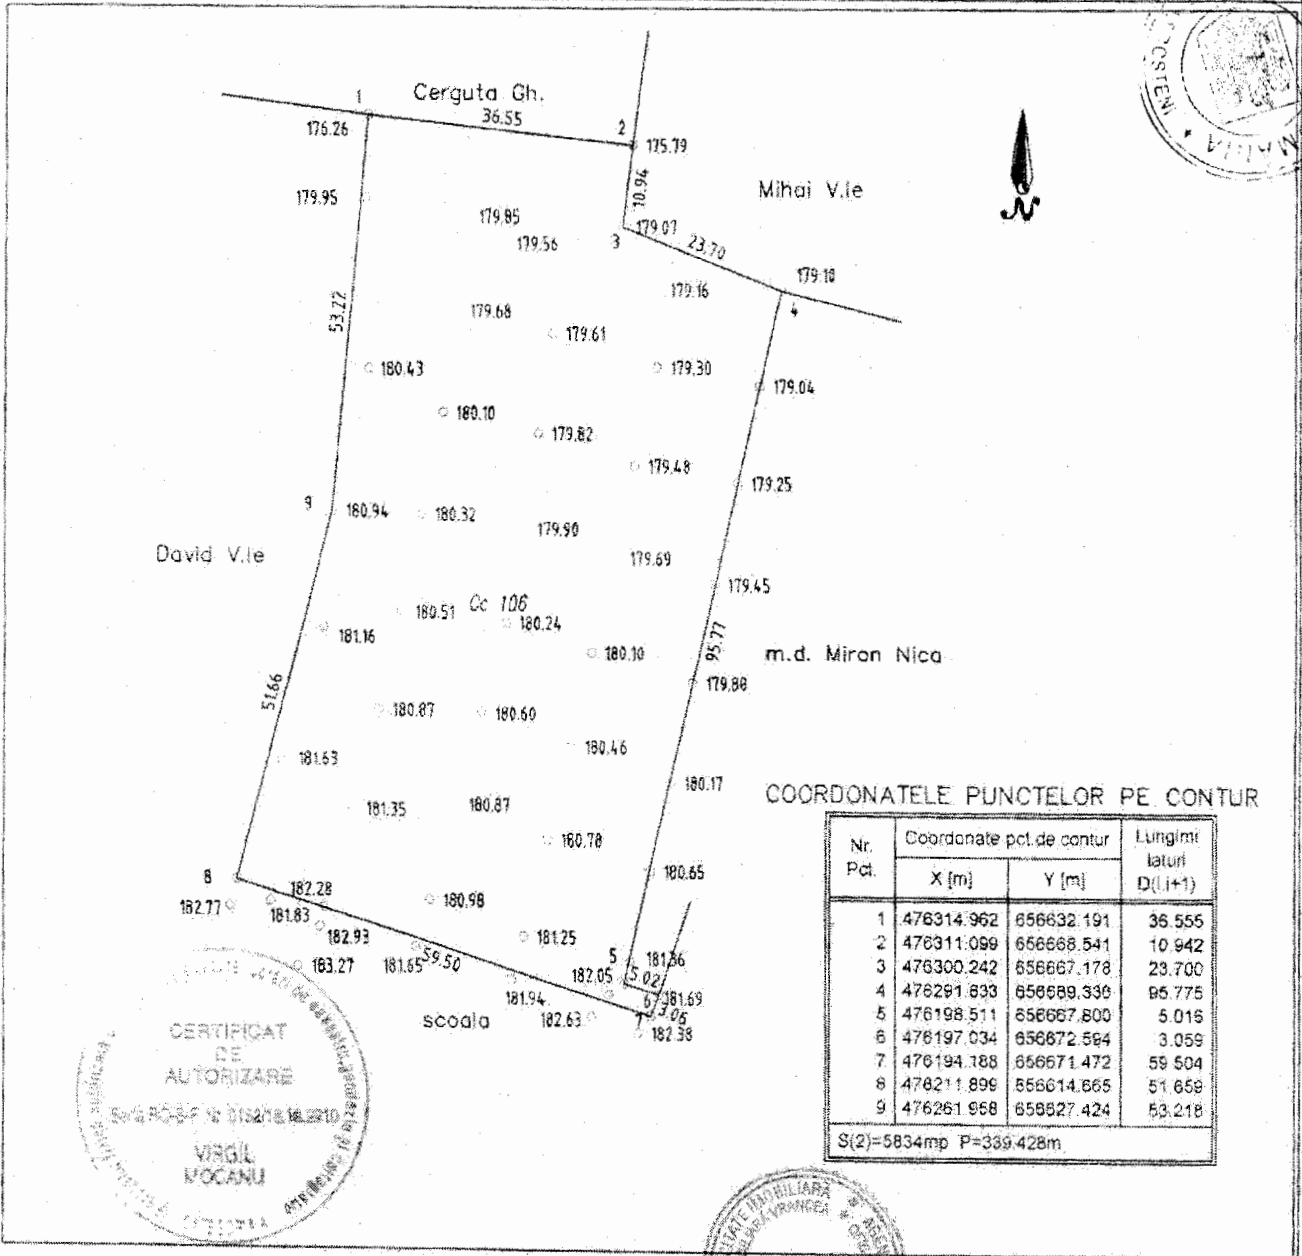 1
Cerguta Gh.
36.55
2
176.26
175.79
179.95
10.94
Mihai V.le
179.85
179.56
3
179.07
23.70
179.16
179.18
4
53.22
179.68
179.61
180.43
179.30
179.04
180.10
179.82
179.48
179.25
9
180.94
180.32
179.90
David V.le
179.69
179.45
180.51
Cc 106
180.24
181.16
180.10
95.77
m.d. Miron Nica
179.88
51.66
180.87
180.60
180.46
181.63
180.17
181.35
180.87
180.78
180.65
8
182.28
182.77
181.83
182.93
180.98
183.27
181.65
59.50
181.25
5
181.36
182.05
5.02
181.94
6
181.69
3.06
182.63
7
182.38
scoala
N
COORDONATELE PUNCTELOR PE CONTUR
Nr. Pct.
Coordonate pct.de contur
Lungimi laturi D(i,i+1)
X [m]
Y [m]
1 476314.962 656632.191 36.555
2 476311.099 656668.541 10.942
3 476300.242 656667.178 23.700
4 476291.633 656689.330 95.775
5 476198.511 656667.800 5.016
6 476197.034 656672.594 3.059
7 476194.188 656671.472 59.504
8 476211.899 656614.665 51.659
9 476261.958 656627.424 53.218
S(2)=5834mp P=339.428m
CERTIFICAT
DE
AUTORIZARE
VIRGIL
MOCANU